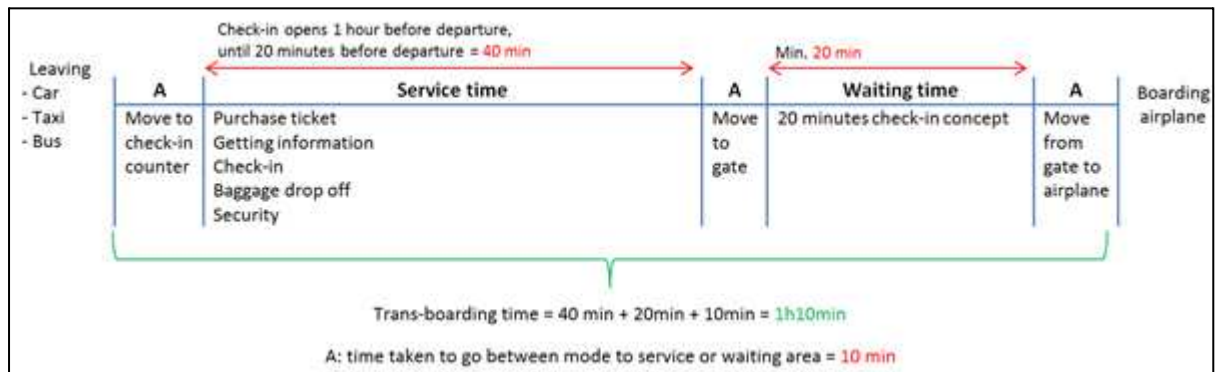 Check-in opens 1 hour before departure,
until 20 minutes before departure = 40 min
Min. 20 min
Leaving
- Car
- Taxi
- Bus
A
Service time
A
Waiting time
A
Boarding
airplane
Move to
check-in
counter
Purchase ticket
Getting information
Check-in
Baggage drop off
Security
Move
to
gate
20 minutes check-in concept
Move
from
gate to
airplane
Trans-boarding time = 40 min + 20min + 10min = 1h10min
A: time taken to go between mode to service or waiting area = 10 min